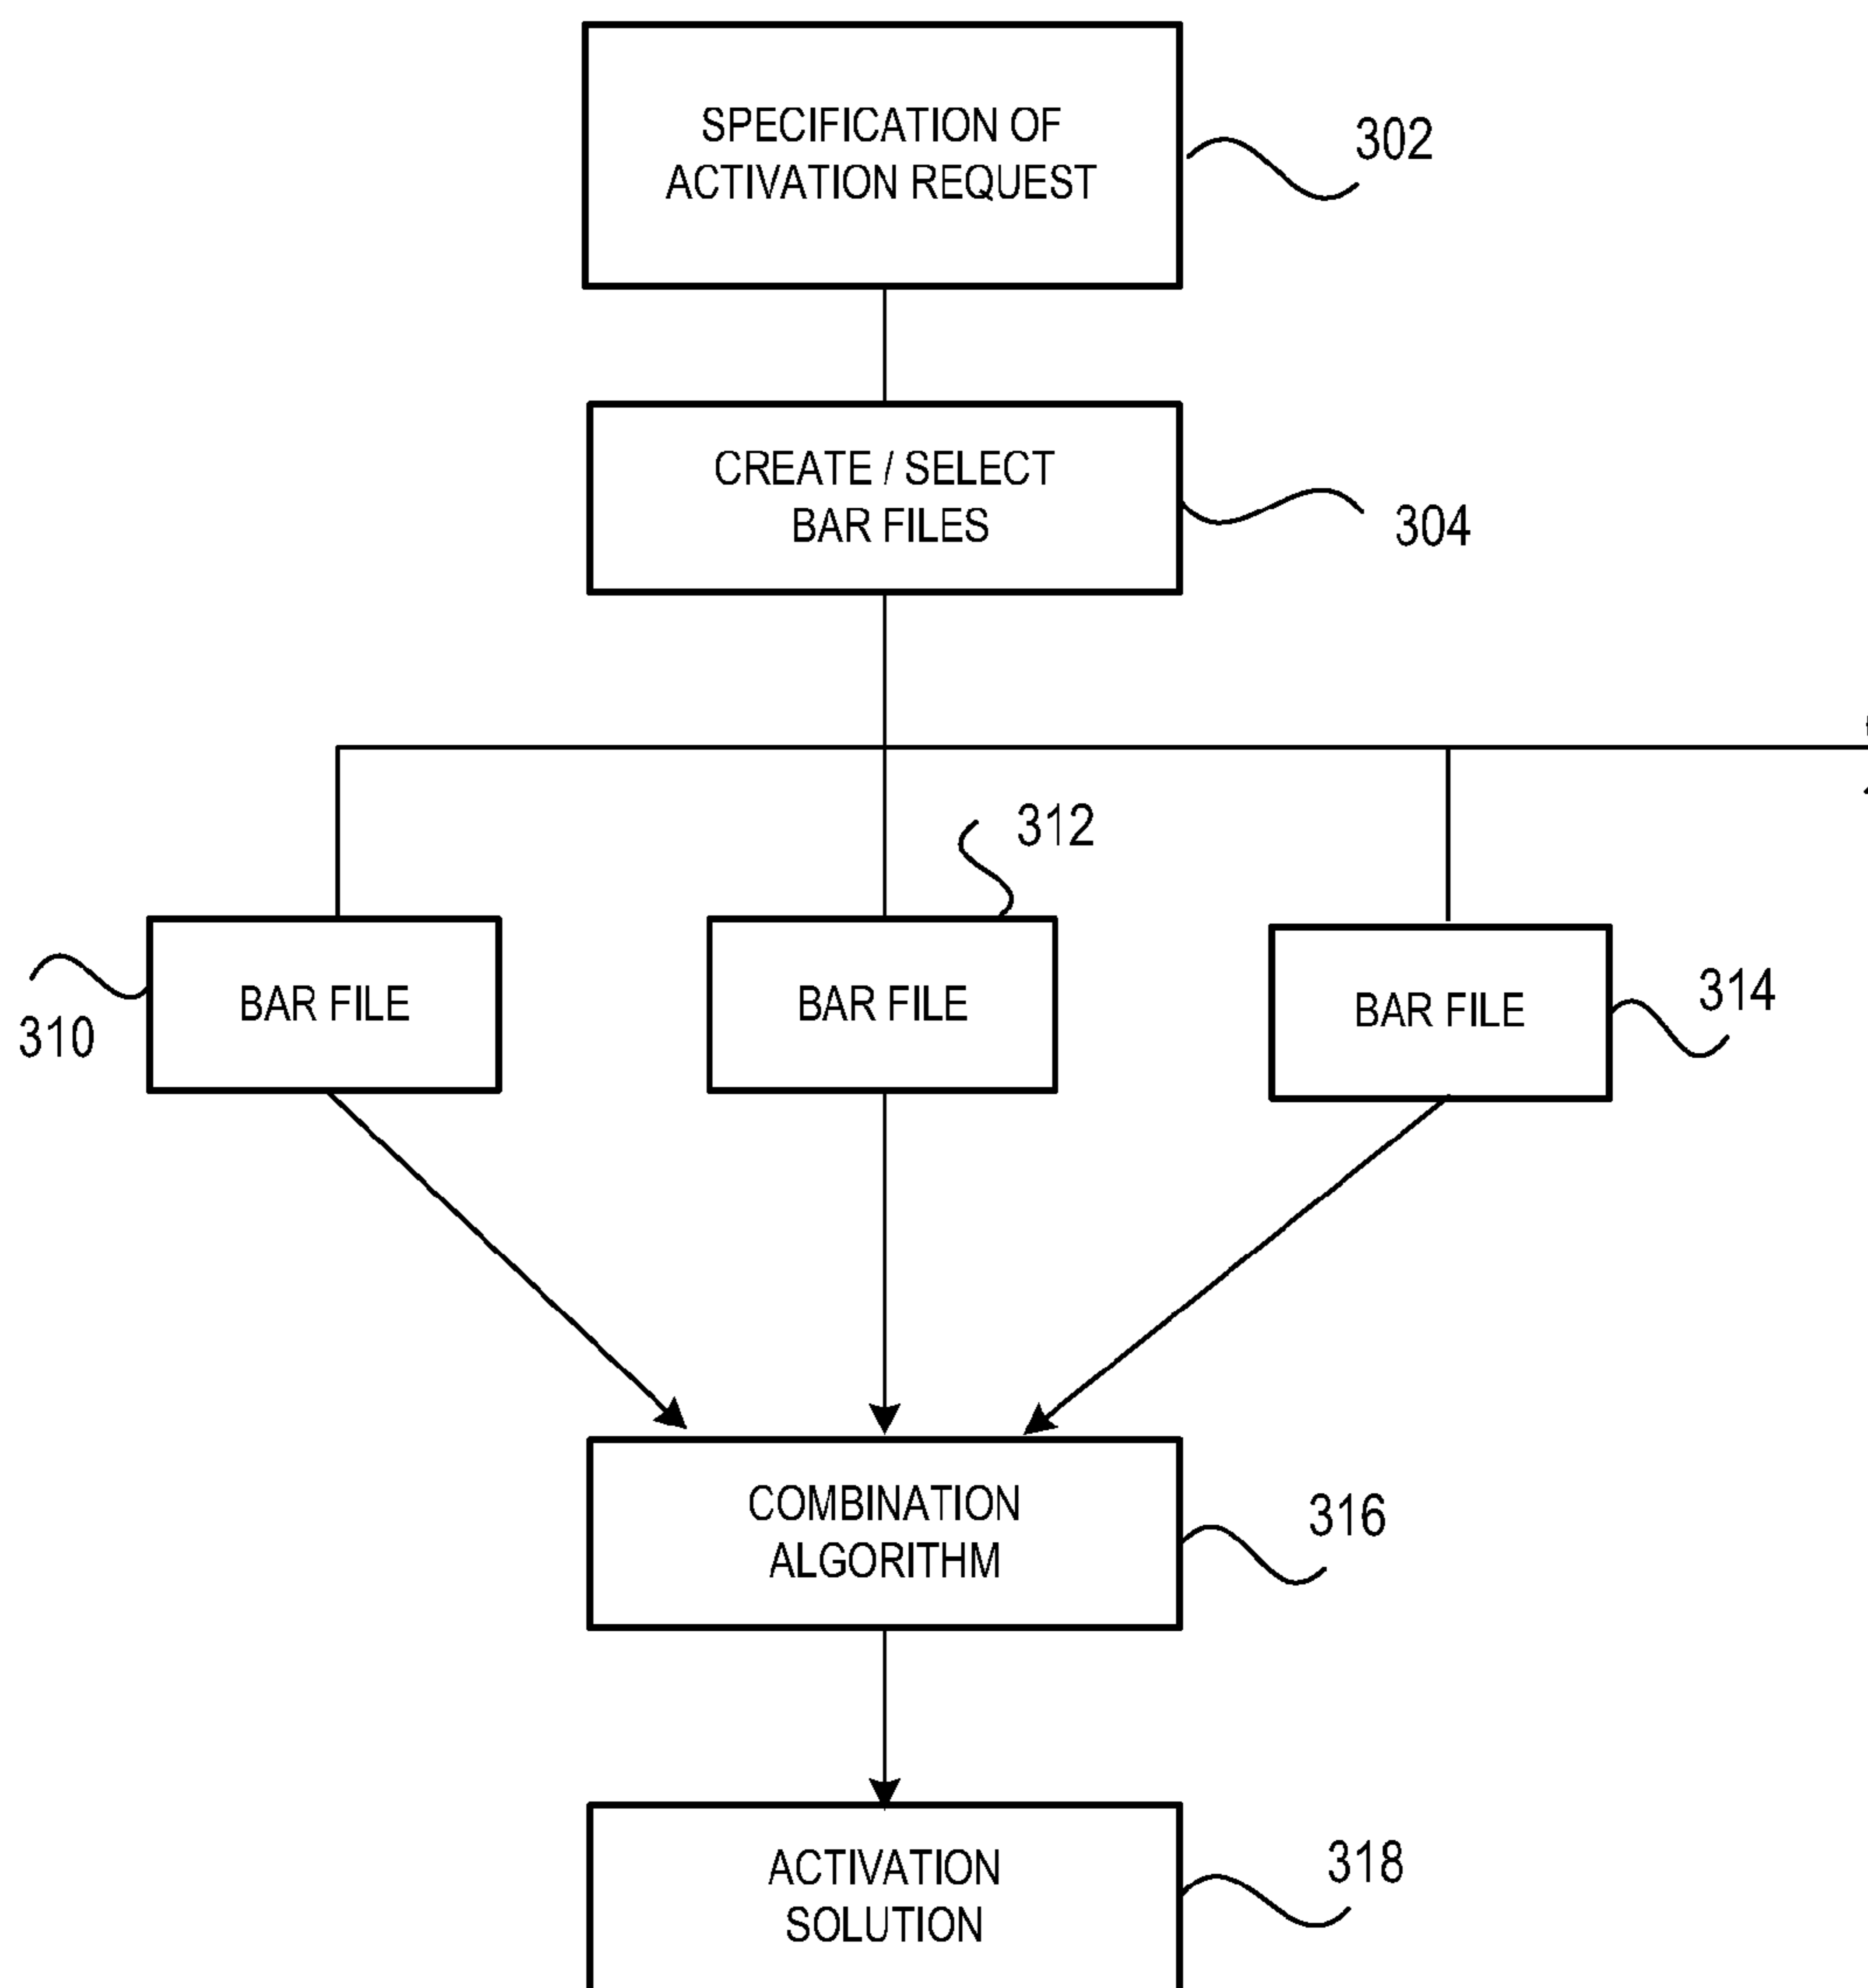 SPECIFICATION OF
ACTIVATION REQUEST
302
CREATE / SELECT
BAR FILES
304
312
BAR FILE
310
BAR FILE
BAR FILE
314
COMBINATION
ALGORITHM
316
ACTIVATION
SOLUTION
318